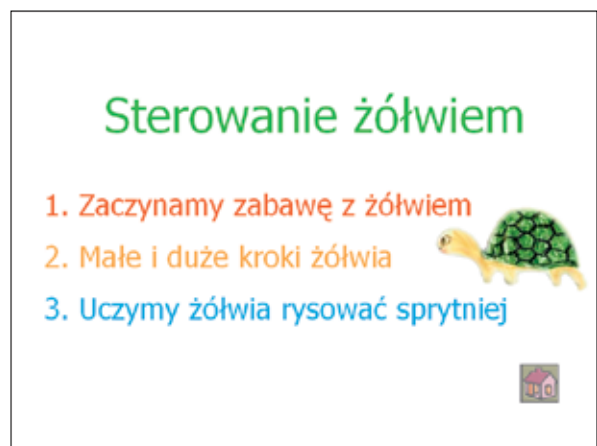 Sterowanie żółwiem
1. Zaczynamy zabawę z żółwiem
2. Małe i duże kroki żółwia
3. Uczymy żółwia rysować sprytniej